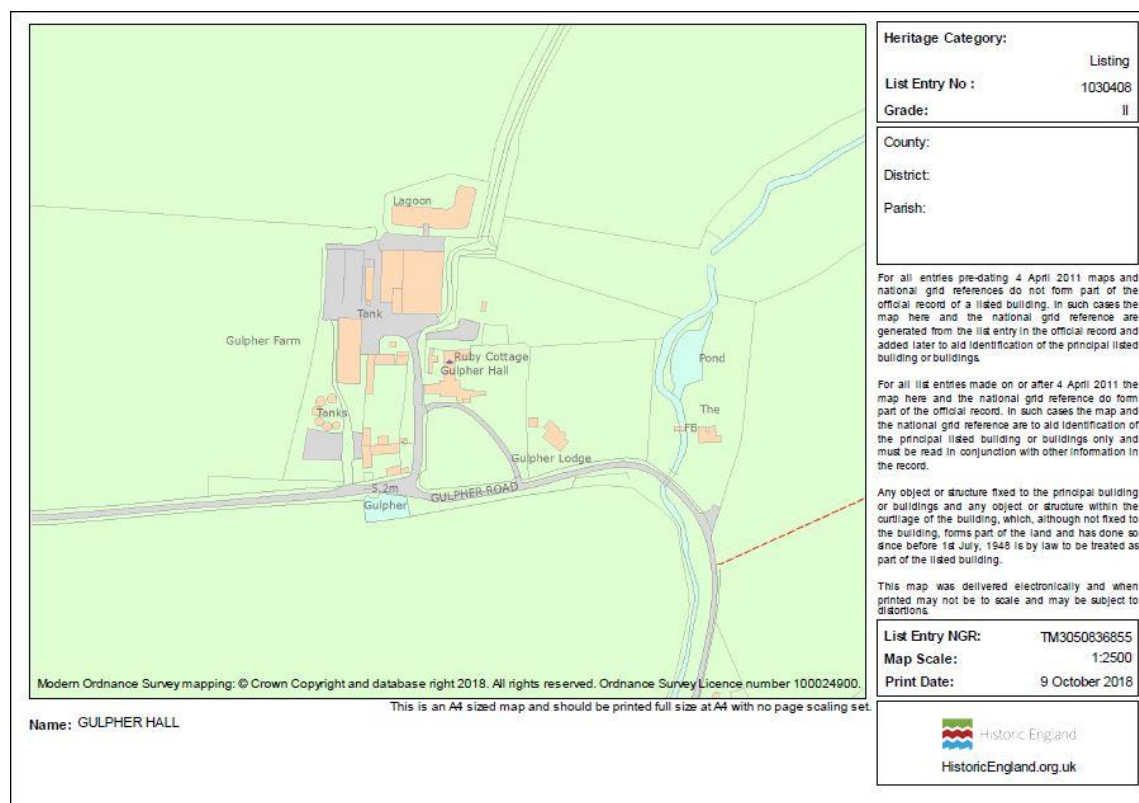 Lagoon
Tank
Gulpher Farm
Ruby Cottage
Gulpher Hall
Pond
Tanks
The
FB
Gulpher Lodge
5.2m
GULPHER ROAD
Gulpher
Modern Ordnance Survey mapping: © Crown Copyright and database right 2018. All rights reserved. Ordnance Survey Licence number 100024900.
This is an A4 sized map and should be printed full size at A4 with no page scaling set.
Name: GULPHER HALL
Heritage Category:
Listing
List Entry No : 1030408
Grade: II
County:
District:
Parish:
For all entries pre-dating 4 April 2011 maps and
national grid references do not form part of the
official record of a listed building. In such cases the
map here and the national grid reference are
generated from the list entry in the official record and
added later to aid identification of the principal listed
building or buildings.
For all list entries made on or after 4 April 2011 the
map here and the national grid reference do form
part of the official record. In such cases the map and
the national grid reference are to aid identification of
the principal listed building or buildings only and
must be read in conjunction with other information in
the record.
Any object or structure fixed to the principal building
or buildings and any object or structure within the
curtilage of the building, which, although not fixed to
the building, forms part of the land and has done so
since before 1st July, 1948 is by law to be treated as
part of the listed building.
This map was delivered electronically and when
printed may not be to scale and may be subject to
distortions.
List Entry NGR: TM3050836855
Map Scale: 1:2500
Print Date: 9 October 2018
Historic England
HistoricEngland.org.uk